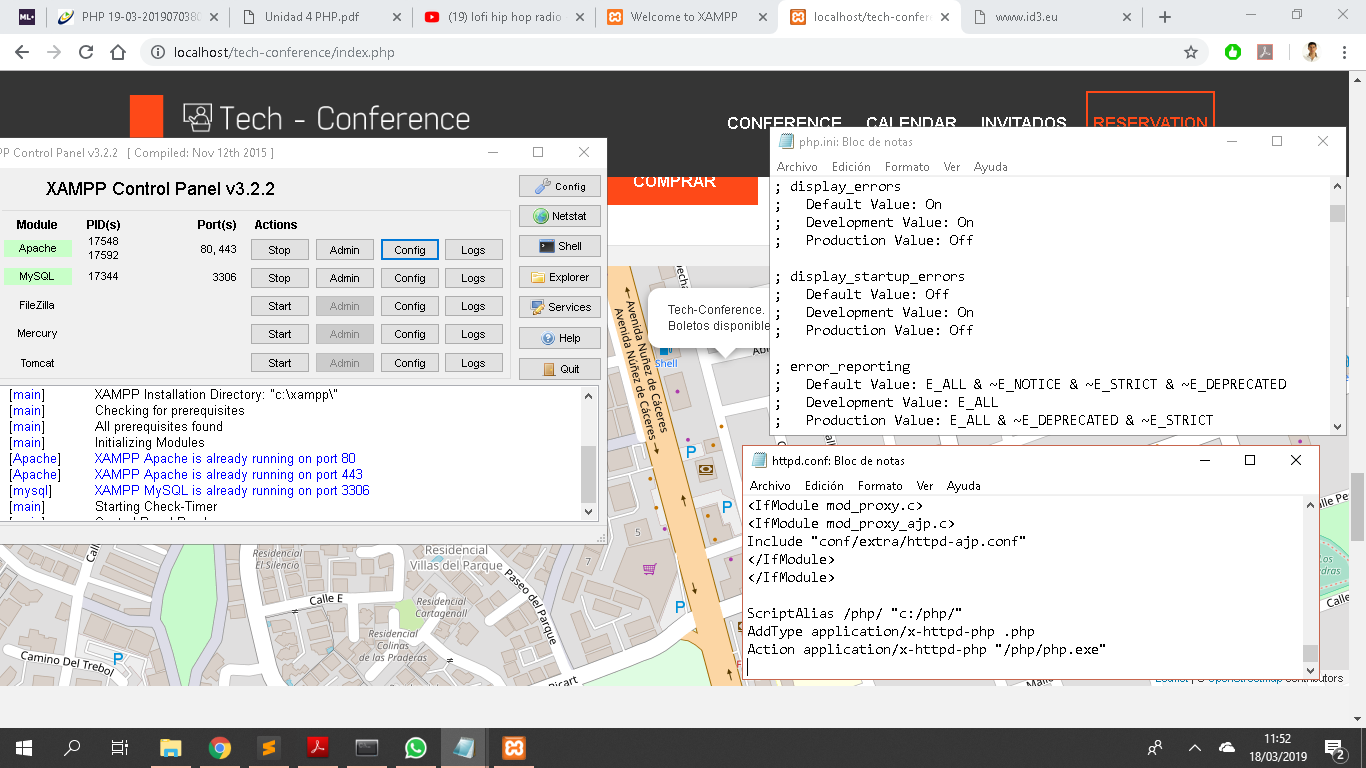 PHP 19-03-2019070380
Unidad 4 PHP.pdf
(19) lofi hip hop radio
Welcome to XAMPP
localhost/tech-confere
www.id3.eu
localhost/tech-conference/index.php
Tech - Conference
CONFERENCE CALENDAR INVITADOS RESERVATION
COMPRAR
PP Control Panel v3.2.2 [ Compiled: Nov 12th 2015 ]
XAMPP Control Panel v3.2.2
Config
Module PID(s) Port(s) Actions
Netstat
Apache 17548 17592 80, 443 Stop Admin Config Logs
Shell
MySQL 17344 3306 Stop Admin Config Logs
Explorer
FileZilla Start Admin Config Logs
Services
Mercury Start Admin Config Logs
Help
Tomcat Start Admin Config Logs
Quit
[main] XAMPP Installation Directory: "c:\xampp\"
[main] Checking for prerequisites
[main] All prerequisites found
[main] Initializing Modules
[Apache] XAMPP Apache is already running on port 80
[Apache] XAMPP Apache is already running on port 443
[mysql] XAMPP MySQL is already running on port 3306
[main] Starting Check-Timer
php.ini: Bloc de notas
Archivo Edición Formato Ver Ayuda
; display_errors
;   Default Value: On
;   Development Value: On
;   Production Value: Off
; display_startup_errors
;   Default Value: Off
;   Development Value: On
;   Production Value: Off
; error_reporting
;   Default Value: E_ALL & ~E_NOTICE & ~E_STRICT & ~E_DEPRECATED
;   Development Value: E_ALL
;   Production Value: E_ALL & ~E_DEPRECATED & ~E_STRICT
Tech-Conference.
Boletos disponible
Shell
Avenida Nuñez de Cáceres
Avenida Núñez de Cáceres
httpd.conf: Bloc de notas
Archivo Edición Formato Ver Ayuda
<IfModule mod_proxy.c>
<IfModule mod_proxy_ajp.c>
Include "conf/extra/httpd-ajp.conf"
</IfModule>
</IfModule>
ScriptAlias /php/ "c:/php/"
AddType application/x-httpd-php .php
Action application/x-httpd-php "/php/php.exe"
P
P
P
P
5
7
Residencial
El Silencio
Residencial
Villas del Parque
Calle E
Paseo del Parque
Residencial
Cartagenall
Residencial
Colinas
de las Praderas
Camino Del Trebol
Calle
Leaflet | © OpenStreetMap contributors
11:52
18/03/2019
2